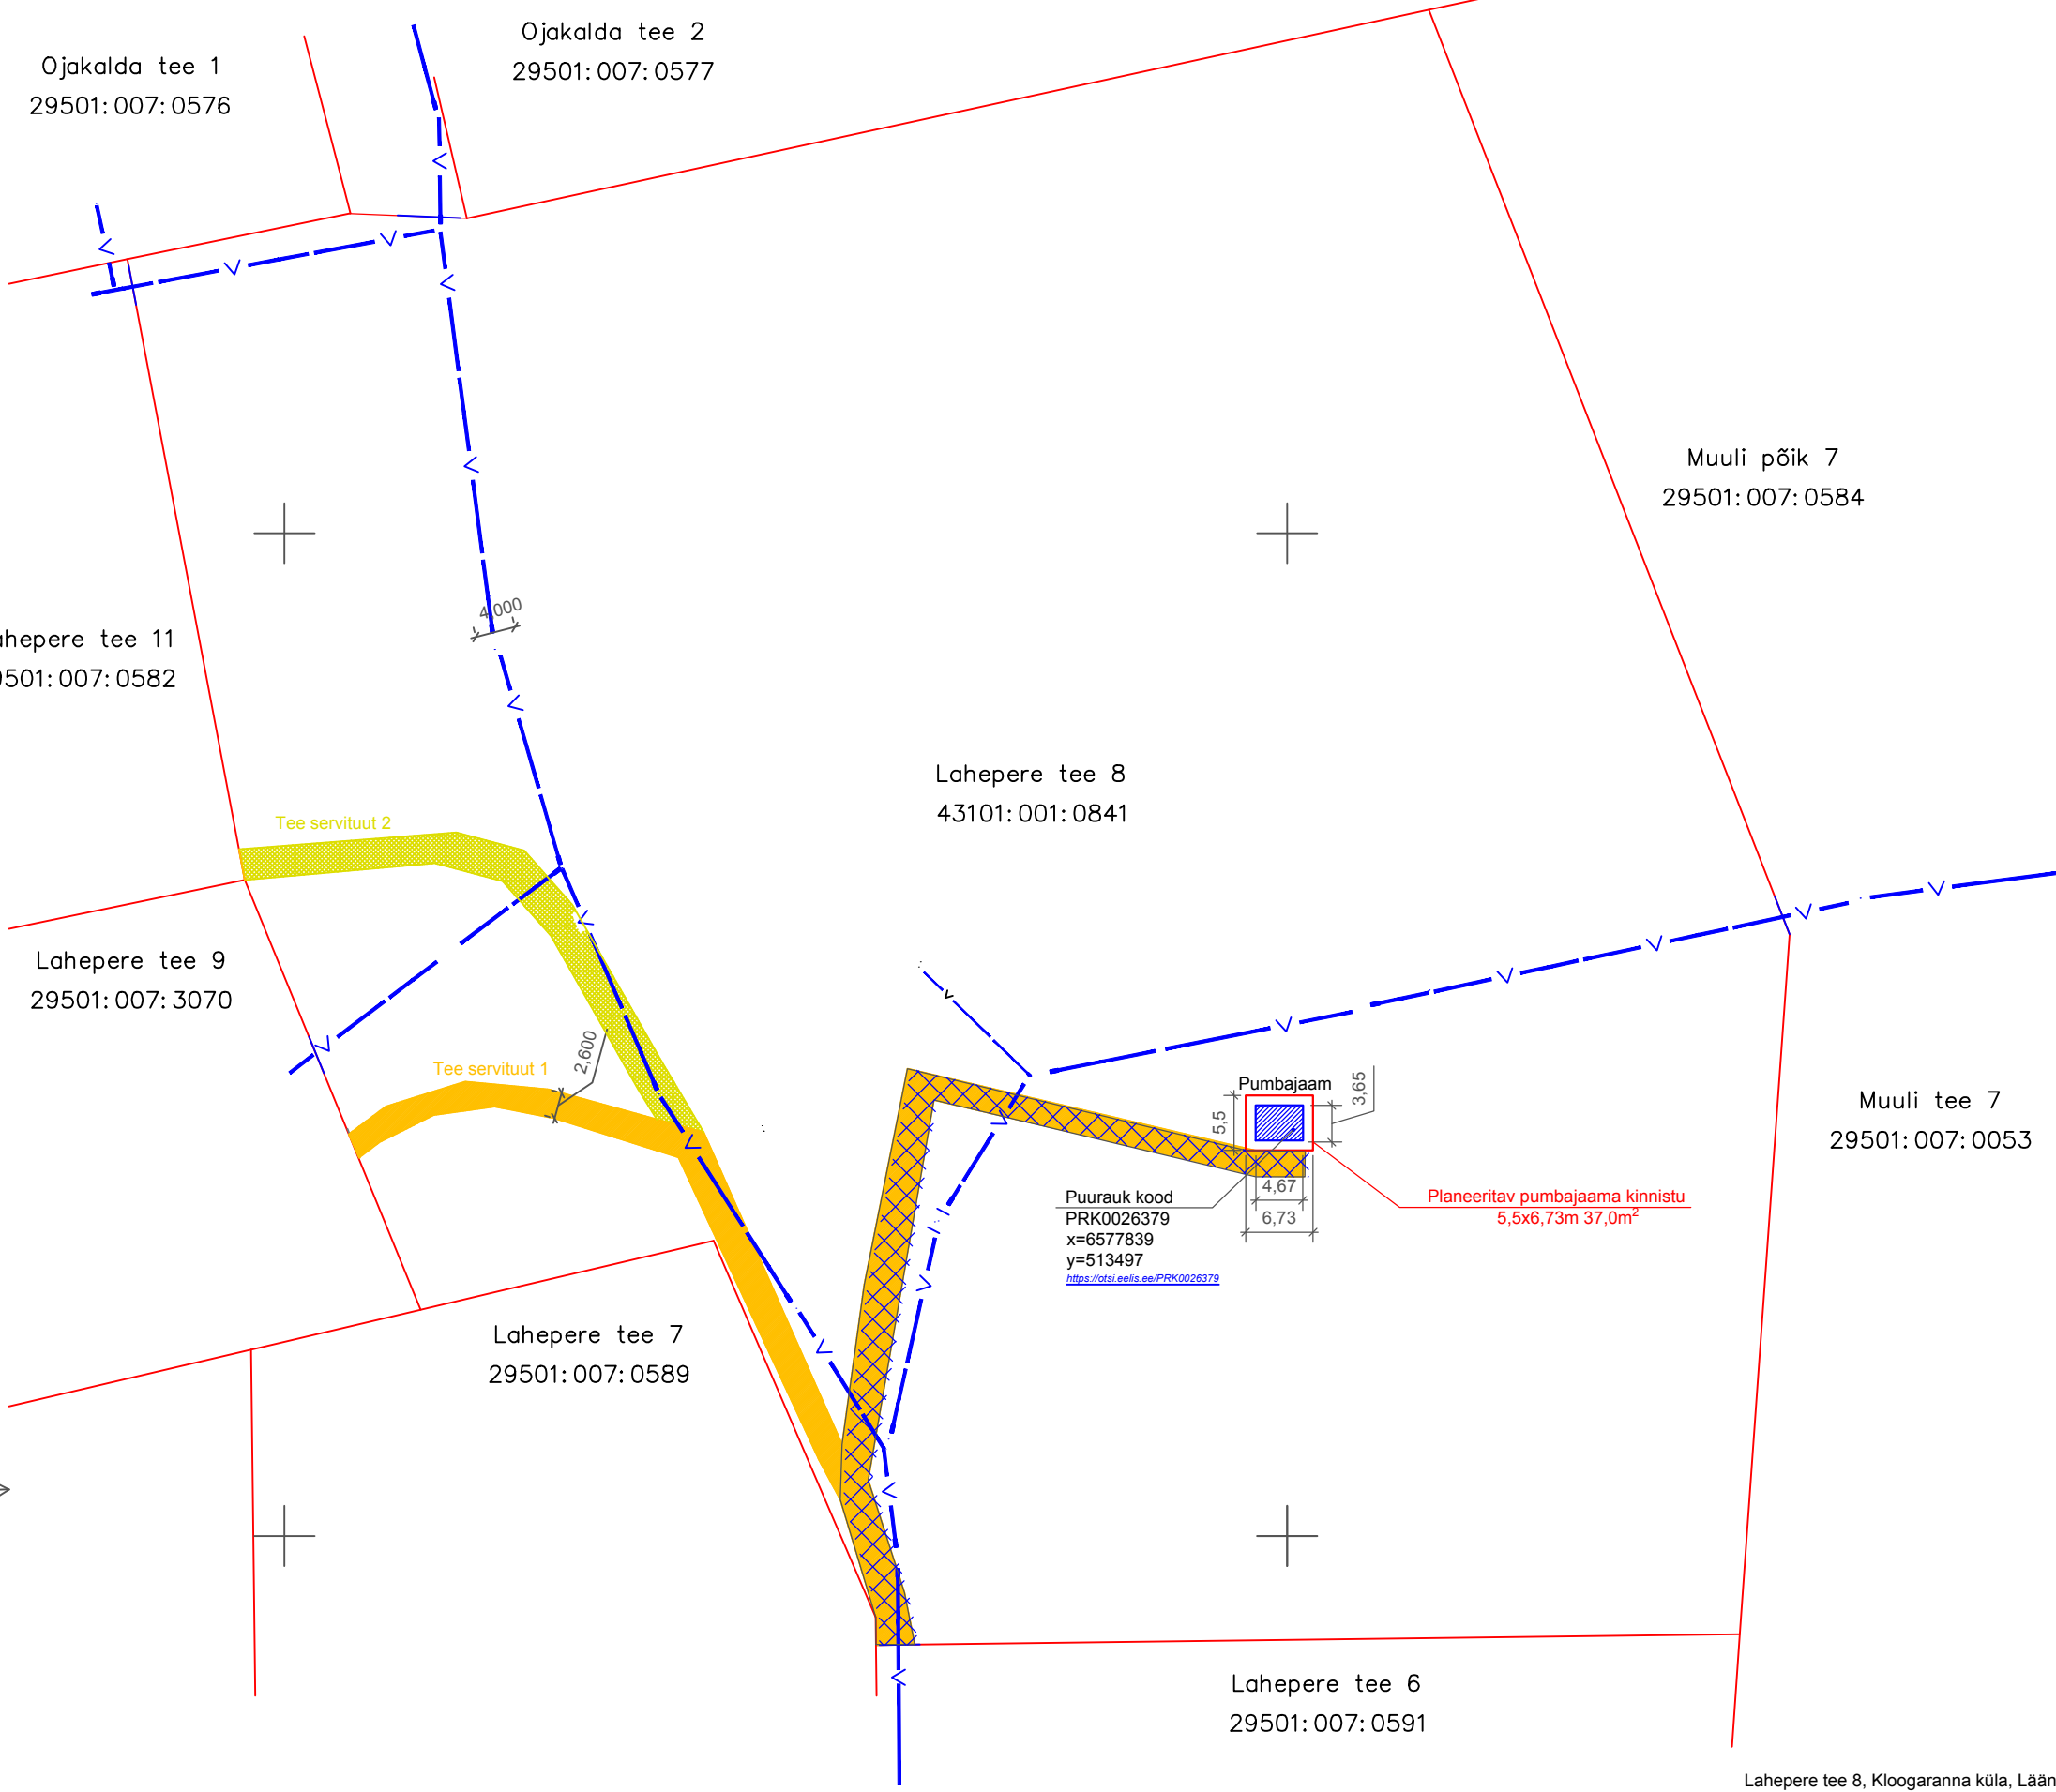 Ojakalda tee 1
29501:007:0576
Ojakalda tee 2
29501:007:0577
Muuli põik 7
29501:007:0584
4,000
ahepere tee 11
9501:007:0582
Lahepere tee 8
43101:001:0841
Tee servituut 2
Lahepere tee 9
29501:007:3070
Tee servituut 1
2,600
Pumbajaam
5,5
3,65
4,67
6,73
Muuli tee 7
29501:007:0053
Puurauk kood
PRK0026379
x=6577839
y=513497
https://otsi.eelis.ee/PRK0026379
Planeeritav pumbajaama kinnistu
5,5x6,73m 37,0m²
Lahepere tee 7
29501:007:0589
Lahepere tee 6
29501:007:0591
Lahepere tee 8, Kloogaranna küla, Lään